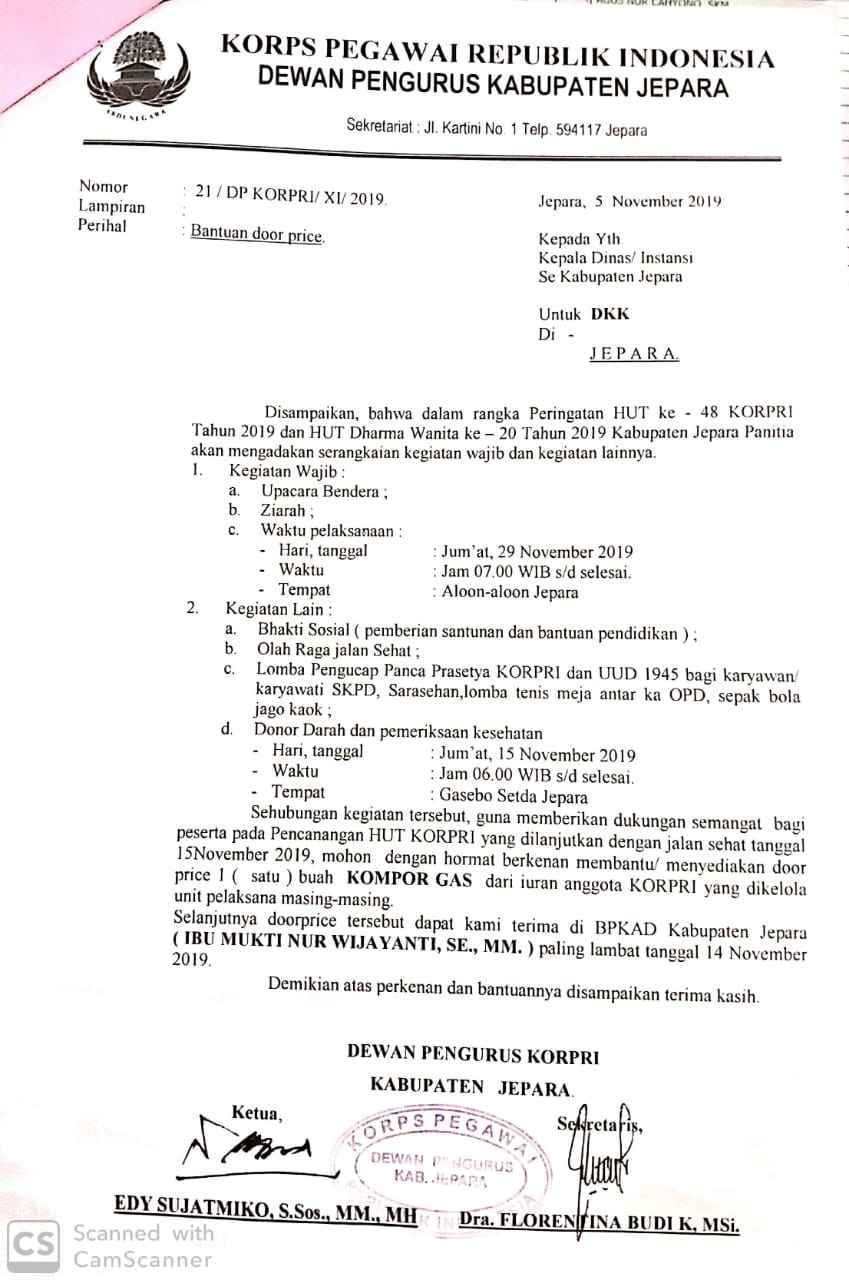 AGUS NUR CAHYONO, SKM
KORPS PEGAWAI REPUBLIK INDONESIA
DEWAN PENGURUS KABUPATEN JEPARA
ABDI NEGARA
Sekretariat : Jl. Kartini No. 1 Telp. 594117 Jepara
Nomor : 21 / DP KORPRI/ XI/ 2019.
Lampiran :
Perihal : Bantuan door price.
Jepara, 5 November 2019
Kepada Yth
Kepala Dinas/ Instansi
Se Kabupaten Jepara
Untuk DKK
Di -
J E P A R A.
Disampaikan, bahwa dalam rangka Peringatan HUT ke - 48 KORPRI
Tahun 2019 dan HUT Dharma Wanita ke – 20 Tahun 2019 Kabupaten Jepara Panitia
akan mengadakan serangkaian kegiatan wajib dan kegiatan lainnya.
1. Kegiatan Wajib :
a. Upacara Bendera ;
b. Ziarah ;
c. Waktu pelaksanaan :
- Hari, tanggal : Jum'at, 29 November 2019
- Waktu : Jam 07.00 WIB s/d selesai.
- Tempat : Aloon-aloon Jepara
2. Kegiatan Lain :
a. Bhakti Sosial ( pemberian santunan dan bantuan pendidikan ) ;
b. Olah Raga jalan Sehat ;
c. Lomba Pengucap Panca Prasetya KORPRI dan UUD 1945 bagi karyawan/
karyawati SKPD, Sarasehan,lomba tenis meja antar ka OPD, sepak bola
jago kaok ;
d. Donor Darah dan pemeriksaan kesehatan
- Hari, tanggal : Jum'at, 15 November 2019
- Waktu : Jam 06.00 WIB s/d selesai.
- Tempat : Gasebo Setda Jepara
Sehubungan kegiatan tersebut, guna memberikan dukungan semangat bagi
peserta pada Pencanangan HUT KORPRI yang dilanjutkan dengan jalan sehat tanggal
15November 2019, mohon dengan hormat berkenan membantu/ menyediakan door
price 1 ( satu ) buah KOMPOR GAS dari iuran anggota KORPRI yang dikelola
unit pelaksana masing-masing.
Selanjutnya doorprice tersebut dapat kami terima di BPKAD Kabupaten Jepara
( IBU MUKTI NUR WIJAYANTI, SE., MM. ) paling lambat tanggal 14 November
2019.
Demikian atas perkenan dan bantuannya disampaikan terima kasih.
DEWAN PENGURUS KORPRI
KABUPATEN JEPARA.
Ketua,
Sekretaris,
KORPS PEGAWAI
DEWAN PENGURUS
KAB. JEPARA
EDY SUJATMIKO, S.Sos., MM., MH
Dra. FLORENTINA BUDI K, MSi.
CS Scanned with
CamScanner